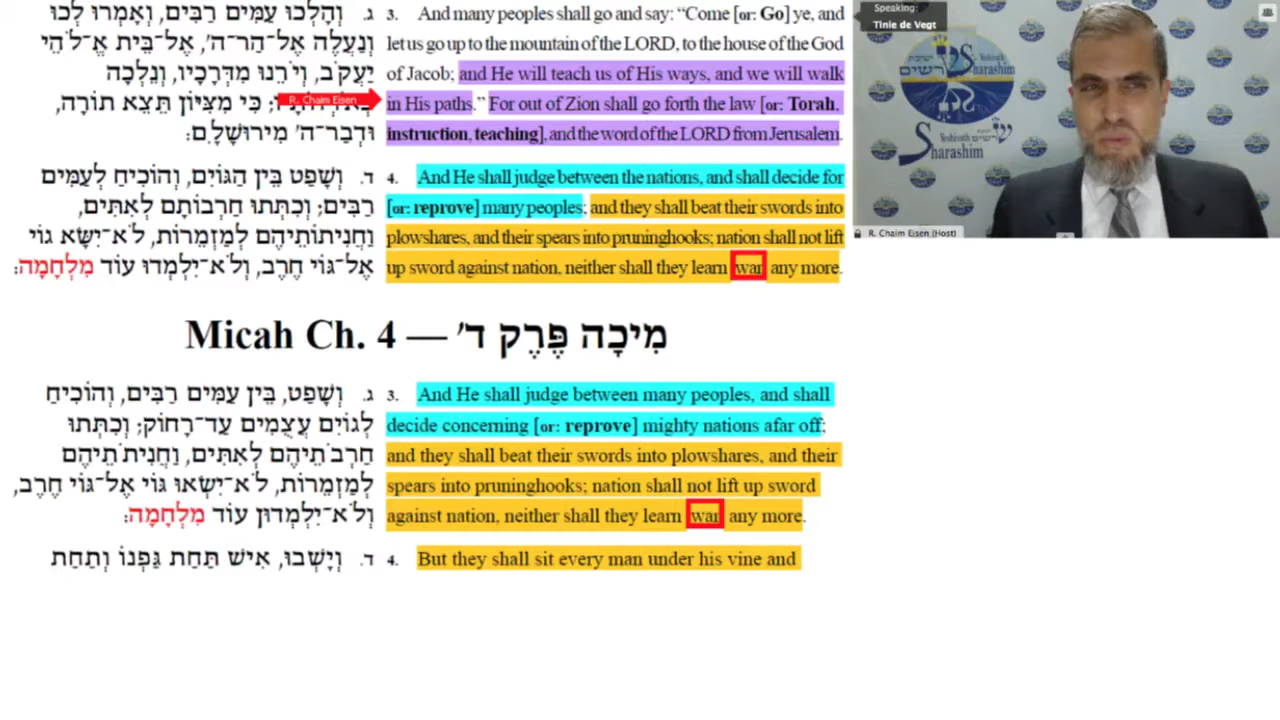 ג. וְהָלְכוּ עַמִּים רַבִּים, וְאָמְרוּ לְכוּ
וְנַעֲלֶה אֶל־הַר־ה', אֶל־בֵּית אֱ־לֹהֵי
יַעֲקֹב, וְיֹרֵנוּ מִדְּרָכָיו, וְנֵלְכָה
כִּי מִצִּיּוֹן תֵּצֵא תוֹרָה,
וּדְבַר־ה' מִירוּשָׁלָיִם:
3. And many peoples shall go and say: “Come [or: Go] ye, and
let us go up to the mountain of the LORD, to the house of the God
of Jacob; and He will teach us of His ways, and we will walk
in His paths.” For out of Zion shall go forth the law [or: Torah,
instruction, teaching], and the word of the LORD from Jerusalem.
R. Chaim Eisen
ד. וְשָׁפַט בֵּין הַגּוֹיִם, וְהוֹכִיחַ לְעַמִּים
רַבִּים; וְכִתְּתוּ חַרְבוֹתָם לְאִתִּים,
וַחֲנִיתוֹתֵיהֶם לְמַזְמֵרוֹת, לֹא־יִשָּׂא גוֹי
אֶל־גּוֹי חֶרֶב, וְלֹא־יִלְמְדוּ עוֹד מִלְחָמָה:
4. And He shall judge between the nations, and shall decide for
[or: reprove] many peoples; and they shall beat their swords into
plowshares, and their spears into pruninghooks; nation shall not lift
up sword against nation, neither shall they learn war any more.
Micah Ch. 4 — מִיכָה פֶּרֶק ד'
ג. וְשָׁפַט, בֵּין עַמִּים רַבִּים, וְהוֹכִיחַ
לְגוֹיִם עֲצֻמִים עַד־רָחוֹק; וְכִתְּתוּ
חַרְבֹתֵיהֶם לְאִתִּים, וַחֲנִיתֹתֵיהֶם
לְמַזְמֵרוֹת, לֹא־יִשְׂאוּ גּוֹי אֶל־גּוֹי חֶרֶב,
וְלֹא־יִלְמְדוּן עוֹד מִלְחָמָה:
3. And He shall judge between many peoples, and shall
decide concerning [or: reprove] mighty nations afar off;
and they shall beat their swords into plowshares, and their
spears into pruninghooks; nation shall not lift up sword
against nation, neither shall they learn war any more.
ד. וְיָשְׁבוּ, אִישׁ תַּחַת גַּפְנוֹ וְתַחַת
4. But they shall sit every man under his vine and
Speaking:
Tinie de Vegt
ישיבת
שרשים
Sharashim
Yeshivath
שרשים
Sharashim
R. Chaim Eisen (Host)